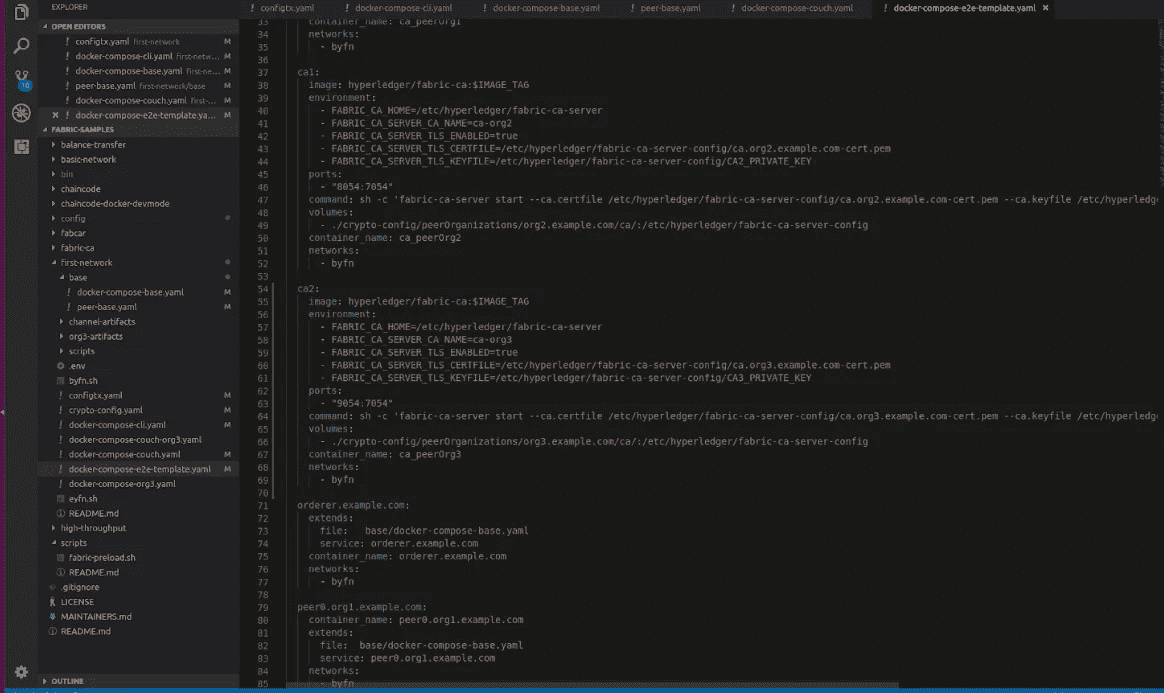 EXPLORER
OPEN EDITORS
! configtx.yaml first-network M
! docker-compose-cli.yaml first-netw... M
! docker-compose-base.yaml first-ne... M
! peer-base.yaml first-network/base M
! docker-compose-couch.yaml first-... M
× ! docker-compose-e2e-template.ya... M
FABRIC-SAMPLES
balance-transfer
basic-network
bin
chaincode
chaincode-docker-devmode
config
fabcar
fabric-ca
first-network
base
! docker-compose-base.yaml M
! peer-base.yaml M
channel-artifacts
org3-artifacts
scripts
.env
byfn.sh
! configtx.yaml M
! crypto-config.yaml M
! docker-compose-cli.yaml M
! docker-compose-couch-org3.yaml
! docker-compose-couch.yaml M
! docker-compose-e2e-template.yaml M
! docker-compose-org3.yaml
eyfn.sh
README.md
high-throughput
scripts
fabric-preload.sh
README.md
.gitignore
LICENSE
MAINTAINERS.md
README.md
OUTLINE
! configtx.yaml ! docker-compose-cli.yaml ! docker-compose-base.yaml ! peer-base.yaml ! docker-compose-couch.yaml ! docker-compose-e2e-template.yaml ×
33 container_name: ca_peerOrg1
34 networks:
35 - byfn
36
37 ca1:
38 image: hyperledger/fabric-ca:$IMAGE_TAG
39 environment:
40 - FABRIC_CA_HOME=/etc/hyperledger/fabric-ca-server
41 - FABRIC_CA_SERVER_CA_NAME=ca-org2
42 - FABRIC_CA_SERVER_TLS_ENABLED=true
43 - FABRIC_CA_SERVER_TLS_CERTFILE=/etc/hyperledger/fabric-ca-server-config/ca.org2.example.com-cert.pem
44 - FABRIC_CA_SERVER_TLS_KEYFILE=/etc/hyperledger/fabric-ca-server-config/CA2_PRIVATE_KEY
45 ports:
46 - "8054:7054"
47 command: sh -c 'fabric-ca-server start --ca.certfile /etc/hyperledger/fabric-ca-server-config/ca.org2.example.com-cert.pem --ca.keyfile /etc/hyperledg
48 volumes:
49 - ./crypto-config/peerOrganizations/org2.example.com/ca/:/etc/hyperledger/fabric-ca-server-config
50 container_name: ca_peerOrg2
51 networks:
52 - byfn
53
54 ca2:
55 image: hyperledger/fabric-ca:$IMAGE_TAG
56 environment:
57 - FABRIC_CA_HOME=/etc/hyperledger/fabric-ca-server
58 - FABRIC_CA_SERVER_CA_NAME=ca-org3
59 - FABRIC_CA_SERVER_TLS_ENABLED=true
60 - FABRIC_CA_SERVER_TLS_CERTFILE=/etc/hyperledger/fabric-ca-server-config/ca.org3.example.com-cert.pem
61 - FABRIC_CA_SERVER_TLS_KEYFILE=/etc/hyperledger/fabric-ca-server-config/CA3_PRIVATE_KEY
62 ports:
63 - "9054:7054"
64 command: sh -c 'fabric-ca-server start --ca.certfile /etc/hyperledger/fabric-ca-server-config/ca.org3.example.com-cert.pem --ca.keyfile /etc/hyperledg
65 volumes:
66 - ./crypto-config/peerOrganizations/org3.example.com/ca/:/etc/hyperledger/fabric-ca-server-config
67 container_name: ca_peerOrg3
68 networks:
69 - byfn
70
71 orderer.example.com:
72 extends:
73 file: base/docker-compose-base.yaml
74 service: orderer.example.com
75 container_name: orderer.example.com
76 networks:
77 - byfn
78
79 peer0.org1.example.com:
80 container_name: peer0.org1.example.com
81 extends:
82 file: base/docker-compose-base.yaml
83 service: peer0.org1.example.com
84 networks:
85 - byfn